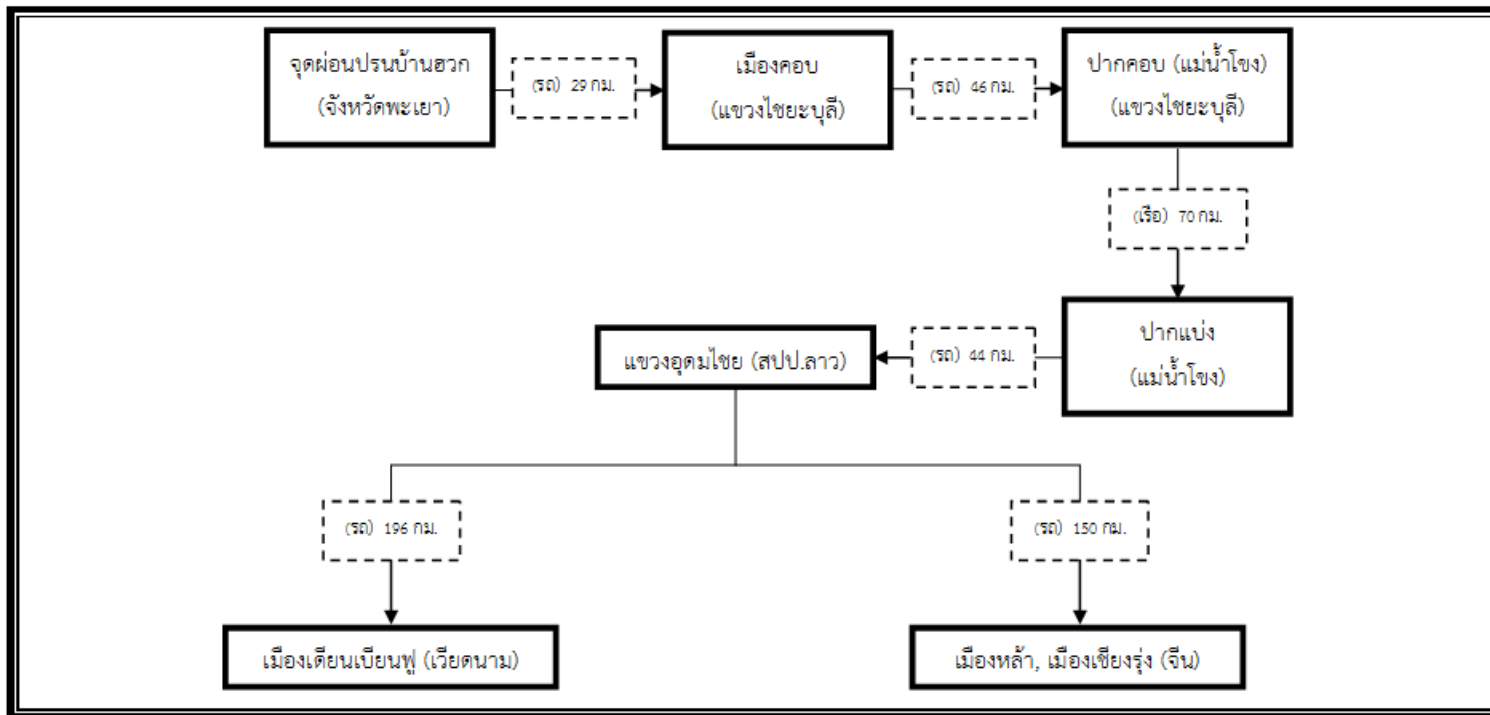 จุดผ่อนปรนบ้านฮวก
(จังหวัดพะเยา)
(รถ) 29 กม.
เมืองคอบ
(แขวงไชยะบุลี)
(รถ) 46 กม.
ปากคอบ (แม่น้ำโขง)
(แขวงไชยะบุลี)
(เรือ) 70 กม.
ปากแบ่ง
(แม่น้ำโขง)
(รถ) 44 กม.
แขวงอุดมไชย (สปป.ลาว)
(รถ) 196 กม.
(รถ) 150 กม.
เมืองเดียนเบียนฟู (เวียดนาม)
เมืองหล้า, เมืองเชียงรุ่ง (จีน)